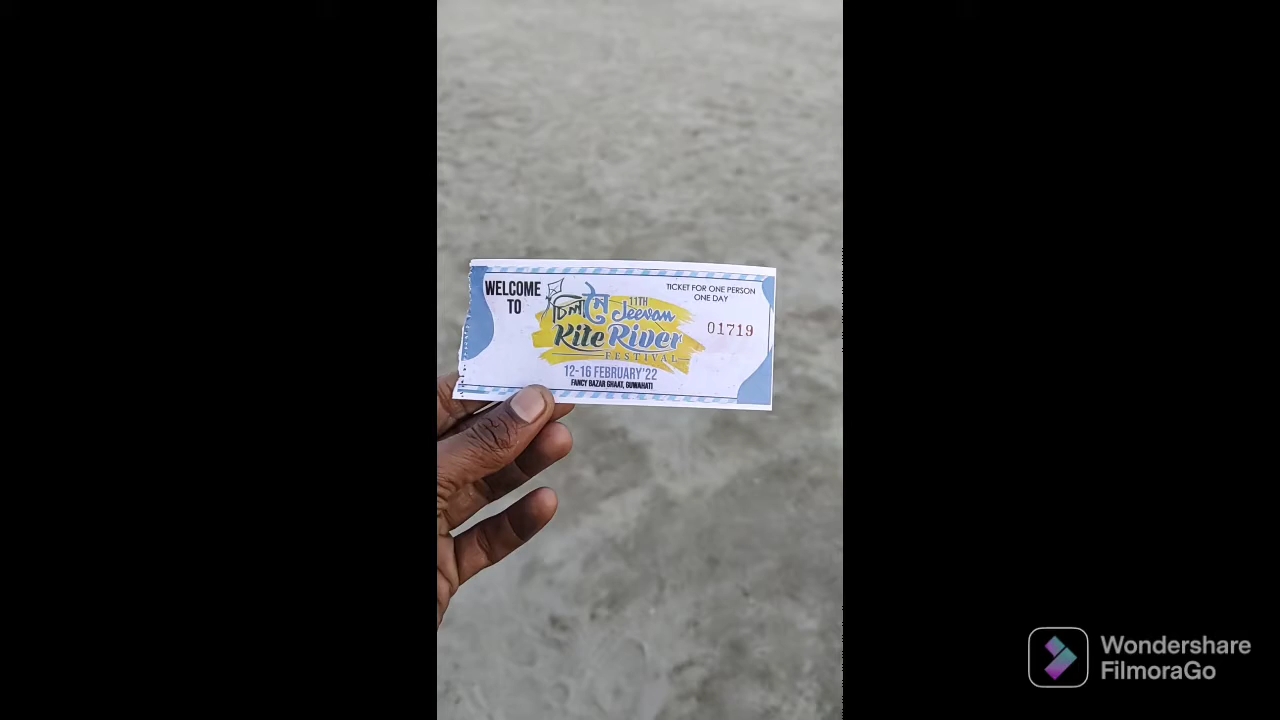 WELCOME
TO
চিলা নৈ
11TH
Jeevan
Kite River
FESTIVAL
12-16 FEBRUARY'22
FANCY BAZAR GHAAT, GUWAHATI
TICKET FOR ONE PERSON
ONE DAY
01719
Wondershare
FilmoraGo